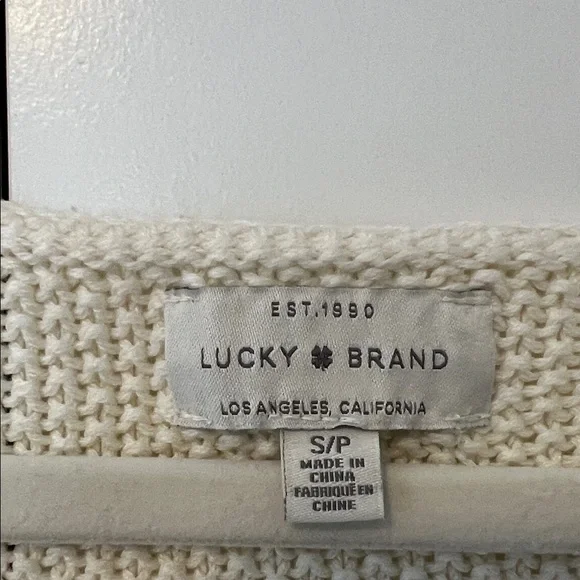 EST.1990
LUCKY BRAND
LOS ANGELES, CALIFORNIA
S/P
MADE IN
CHINA
FABRIQUÉ EN
CHINE